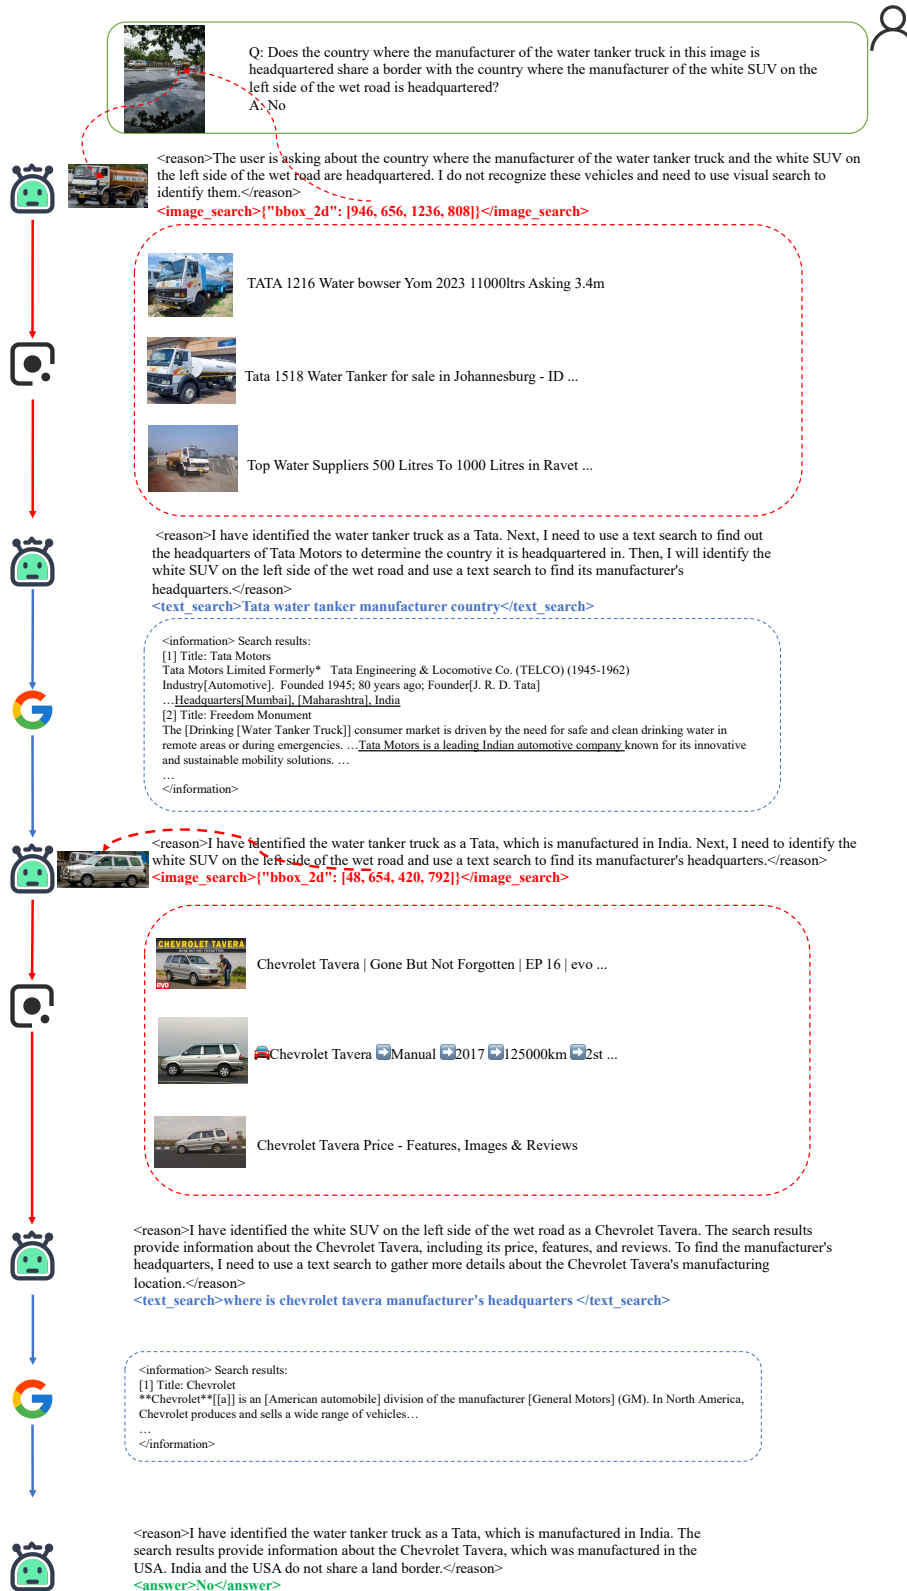 Q: Does the country where the manufacturer of the water tanker truck in this image is
headquartered share a border with the country where the manufacturer of the white SUV on the
left side of the wet road is headquartered?
A: No
<reason>The user is asking about the country where the manufacturer of the water tanker truck and the white SUV on
the left side of the wet road are headquartered. I do not recognize these vehicles and need to use visual search to
identify them.</reason>
<image_search>{"bbox_2d": [946, 656, 1236, 808]}</image_search>
TATA 1216 Water bowser Yom 2023 11000ltrs Asking 3.4m
Tata 1518 Water Tanker for sale in Johannesburg - ID ...
Top Water Suppliers 500 Litres To 1000 Litres in Ravet ...
<reason>I have identified the water tanker truck as a Tata. Next, I need to use a text search to find out
the headquarters of Tata Motors to determine the country it is headquartered in. Then, I will identify the
white SUV on the left side of the wet road and use a text search to find its manufacturer's
headquarters.</reason>
<text_search>Tata water tanker manufacturer country</text_search>
<information> Search results:
[1] Title: Tata Motors
Tata Motors Limited Formerly* Tata Engineering & Locomotive Co. (TELCO) (1945-1962)
Industry[Automotive]. Founded 1945; 80 years ago; Founder[J. R. D. Tata]
…Headquarters[Mumbai], [Maharashtra], India
[2] Title: Freedom Monument
The [Drinking [Water Tanker Truck]] consumer market is driven by the need for safe and clean drinking water in
remote areas or during emergencies. …Tata Motors is a leading Indian automotive company known for its innovative
and sustainable mobility solutions. …
…
</information>
<reason>I have identified the water tanker truck as a Tata, which is manufactured in India. Next, I need to identify the
white SUV on the left side of the wet road and use a text search to find its manufacturer's headquarters.</reason>
<image_search>{"bbox_2d": [48, 654, 420, 792]}</image_search>
CHEVROLET TAVERA
GONE BUT NOT FORGOTTEN
evo
Chevrolet Tavera | Gone But Not Forgotten | EP 16 | evo ...
🚘Chevrolet Tavera ➡️Manual ➡️2017 ➡️125000km ➡️2st ...
Chevrolet Tavera Price - Features, Images & Reviews
<reason>I have identified the white SUV on the left side of the wet road as a Chevrolet Tavera. The search results
provide information about the Chevrolet Tavera, including its price, features, and reviews. To find the manufacturer's
headquarters, I need to use a text search to gather more details about the Chevrolet Tavera's manufacturing
location.</reason>
<text_search>where is chevrolet tavera manufacturer's headquarters </text_search>
<information> Search results:
[1] Title: Chevrolet
**Chevrolet**[[a]] is an [American automobile] division of the manufacturer [General Motors] (GM). In North America,
Chevrolet produces and sells a wide range of vehicles…
…
</information>
<reason>I have identified the water tanker truck as a Tata, which is manufactured in India. The
search results provide information about the Chevrolet Tavera, which was manufactured in the
USA. India and the USA do not share a land border.</reason>
<answer>No</answer>